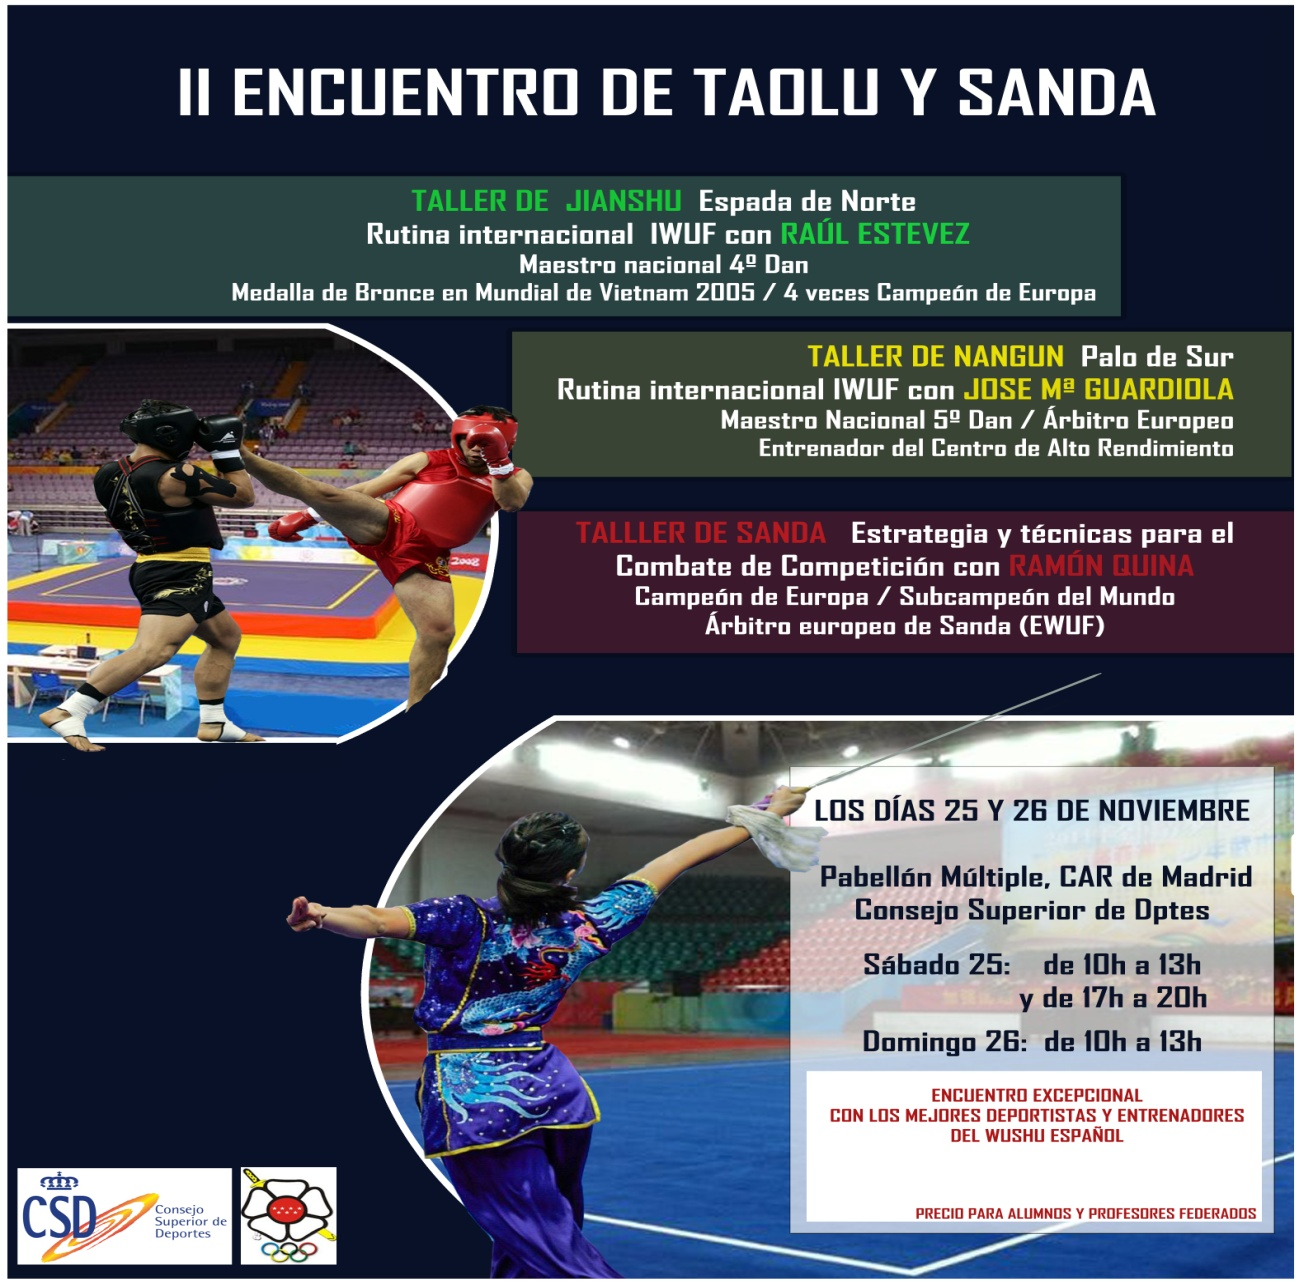 II ENCUENTRO DE TAOLU Y SANDA
TALLER DE JIANSHU Espada de Norte
Rutina internacional IWUF con RAÚL ESTEVEZ
Maestro nacional 4º Dan
Medalla de Bronce en Mundial de Vietnam 2005 / 4 veces Campeón de Europa
TALLER DE NANGUN Palo de Sur
Rutina internacional IWUF con JOSE Mª GUARDIOLA
Maestro Nacional 5º Dan / Árbitro Europeo
Entrenador del Centro de Alto Rendimiento
TALLLER DE SANDA Estrategia y técnicas para el
Combate de Competición con RAMÓN QUINA
Campeón de Europa / Subcampeón del Mundo
Árbitro europeo de Sanda (EWUF)
2008
LOS DÍAS 25 Y 26 DE NOVIEMBRE
Pabellón Múltiple, CAR de Madrid
Consejo Superior de Dptes
Sábado 25: de 10h a 13h
y de 17h a 20h
Domingo 26: de 10h a 13h
ENCUENTRO EXCEPCIONAL
CON LOS MEJORES DEPORTISTAS Y ENTRENADORES
DEL WUSHU ESPAÑOL
PRECIO PARA ALUMNOS Y PROFESORES FEDERADOS
CSD
Consejo
Superior de
Deportes